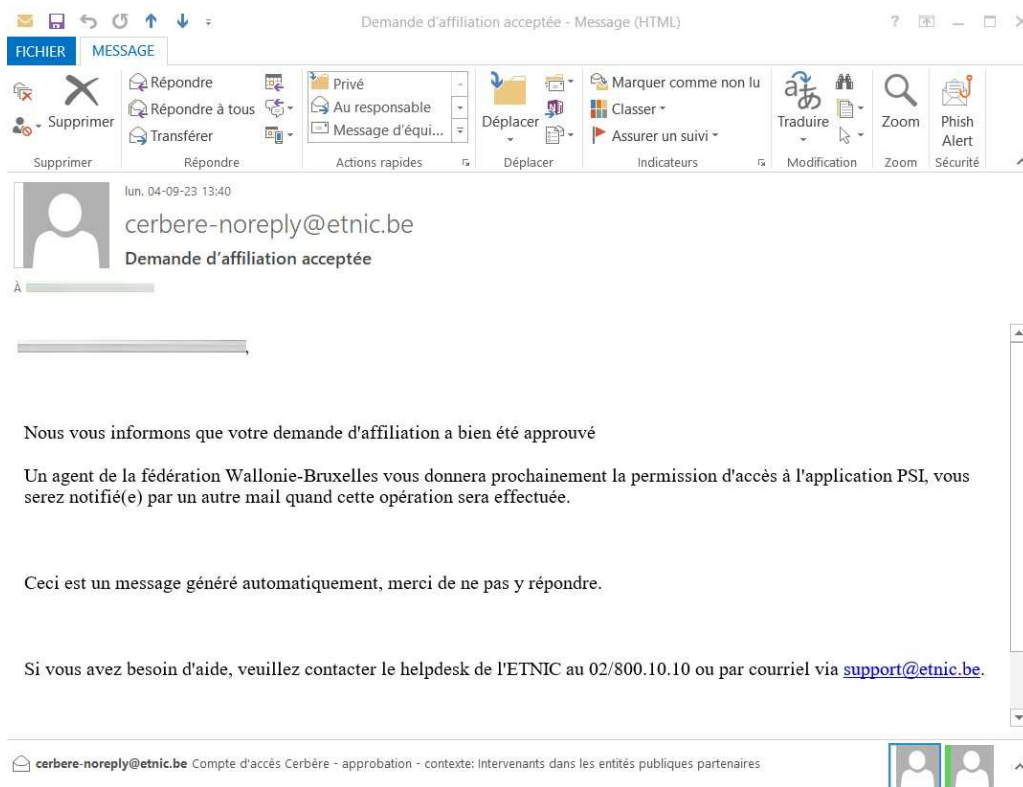 Demande d'affiliation acceptée - Message (HTML)
?
FICHIER MESSAGE
Supprimer
Répondre
Répondre à tous
Transférer
Privé
Au responsable
Message d'équi...
Déplacer
Marquer comme non lu
Classer
Assurer un suivi
Traduire
Zoom
Phish
Alert
Supprimer Répondre Actions rapides Déplacer Indicateurs Modification Zoom Sécurité
lun. 04-09-23 13:40
cerbere-noreply@etnic.be
Demande d'affiliation acceptée
À
,
Nous vous informons que votre demande d'affiliation a bien été approuvé
Un agent de la fédération Wallonie-Bruxelles vous donnera prochainement la permission d'accès à l'application PSI, vous
serez notifié(e) par un autre mail quand cette opération sera effectuée.
Ceci est un message généré automatiquement, merci de ne pas y répondre.
Si vous avez besoin d'aide, veuillez contacter le helpdesk de l'ETNIC au 02/800.10.10 ou par courriel via support@etnic.be.
cerbere-noreply@etnic.be Compte d'accès Cerbère - approbation - contexte: Intervenants dans les entités publiques partenaires